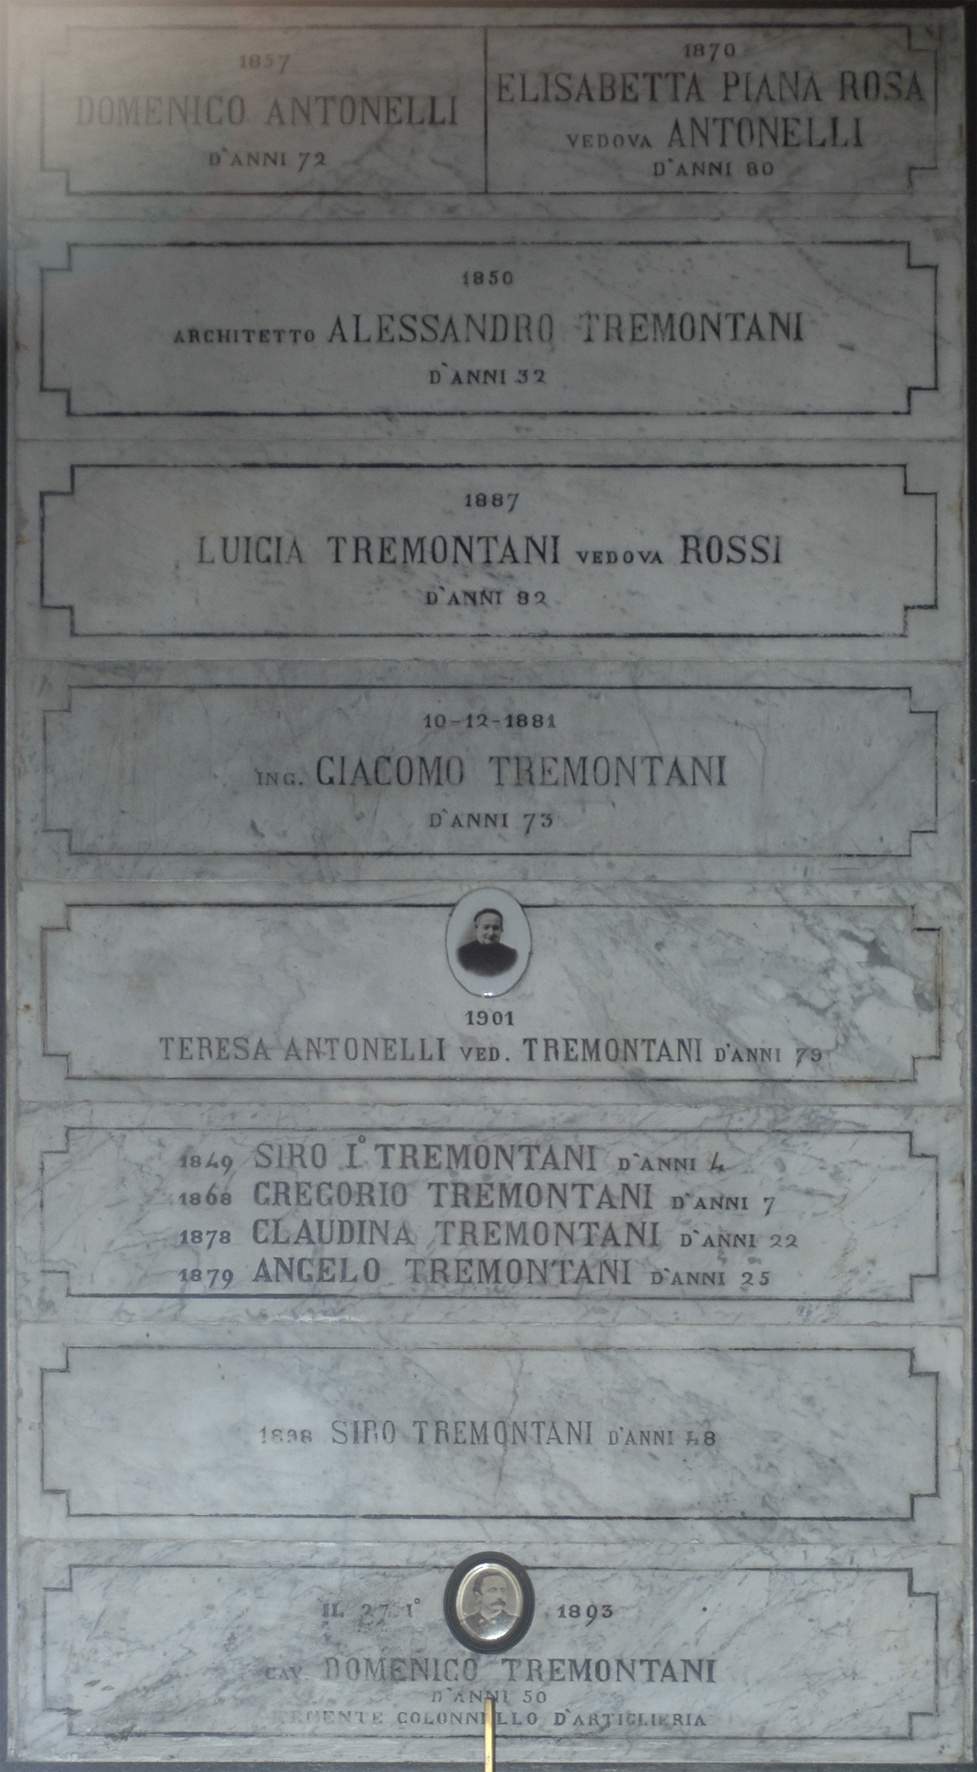 1857
DOMENICO ANTONELLI
D'ANNI 72
1870
ELISABETTA PIANA ROSA
VEDOVA ANTONELLI
D'ANNI 80
1850
ARCHITETTO ALESSANDRO TREMONTANI
D'ANNI 32
1887
LUIGIA TREMONTANI VEDOVA ROSSI
D'ANNI 82
10-12-1881
ING. GIACOMO TREMONTANI
D'ANNI 73
1901
TERESA ANTONELLI VED. TREMONTANI D'ANNI 79
1849 SIRO I° TREMONTANI D'ANNI 4
1868 GREGORIO TREMONTANI D'ANNI 7
1878 CLAUDINA TREMONTANI D'ANNI 22
1879 ANGELO TREMONTANI D'ANNI 25
1898 SIRO TREMONTANI D'ANNI 48
IL 27 1° 1893
CAV. DOMENICO TREMONTANI
D'ANNI 50
COLONNELLO D'ARTIGLIERIA